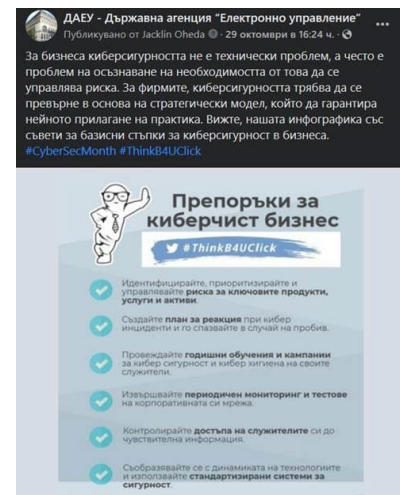 ДАЕУ - Държавна агенция "Електронно управление"
Публикувано от Jacklin Oheda · 29 октомври в 16:24 ч. ·
За бизнеса киберсигурността не е технически проблем, а често е
проблем на осъзнаване на необходимостта от това да се
управлява риска. За фирмите, киберсигурността трябва да се
превърне в основа на стратегически модел, който да гарантира
нейното прилагане на практика. Вижте, нашата инфографика със
съвети за базисни стъпки за киберсигурност в бизнеса.
#CyberSecMonth #ThinkB4UClick
Препоръки за
киберчист бизнес
#ThinkB4UClick
Идентифицирайте, приоритизирайте и
управлявайте риска за ключовите продукти,
услуги и активи.
Създайте план за реакция при кибер
инциденти и го спазвайте в случай на пробив.
Провеждайте годишни обучения и кампании
за кибер сигурност и кибер хигиена на своите
служители.
Извършвайте периодичен мониторинг и тестове
на корпоративната си мрежа.
Контролирайте достъпа на служителите си до
чувствителна информация.
Съобразявайте се с динамиката на технологиите
и използвайте стандартизирани системи за
сигурност.